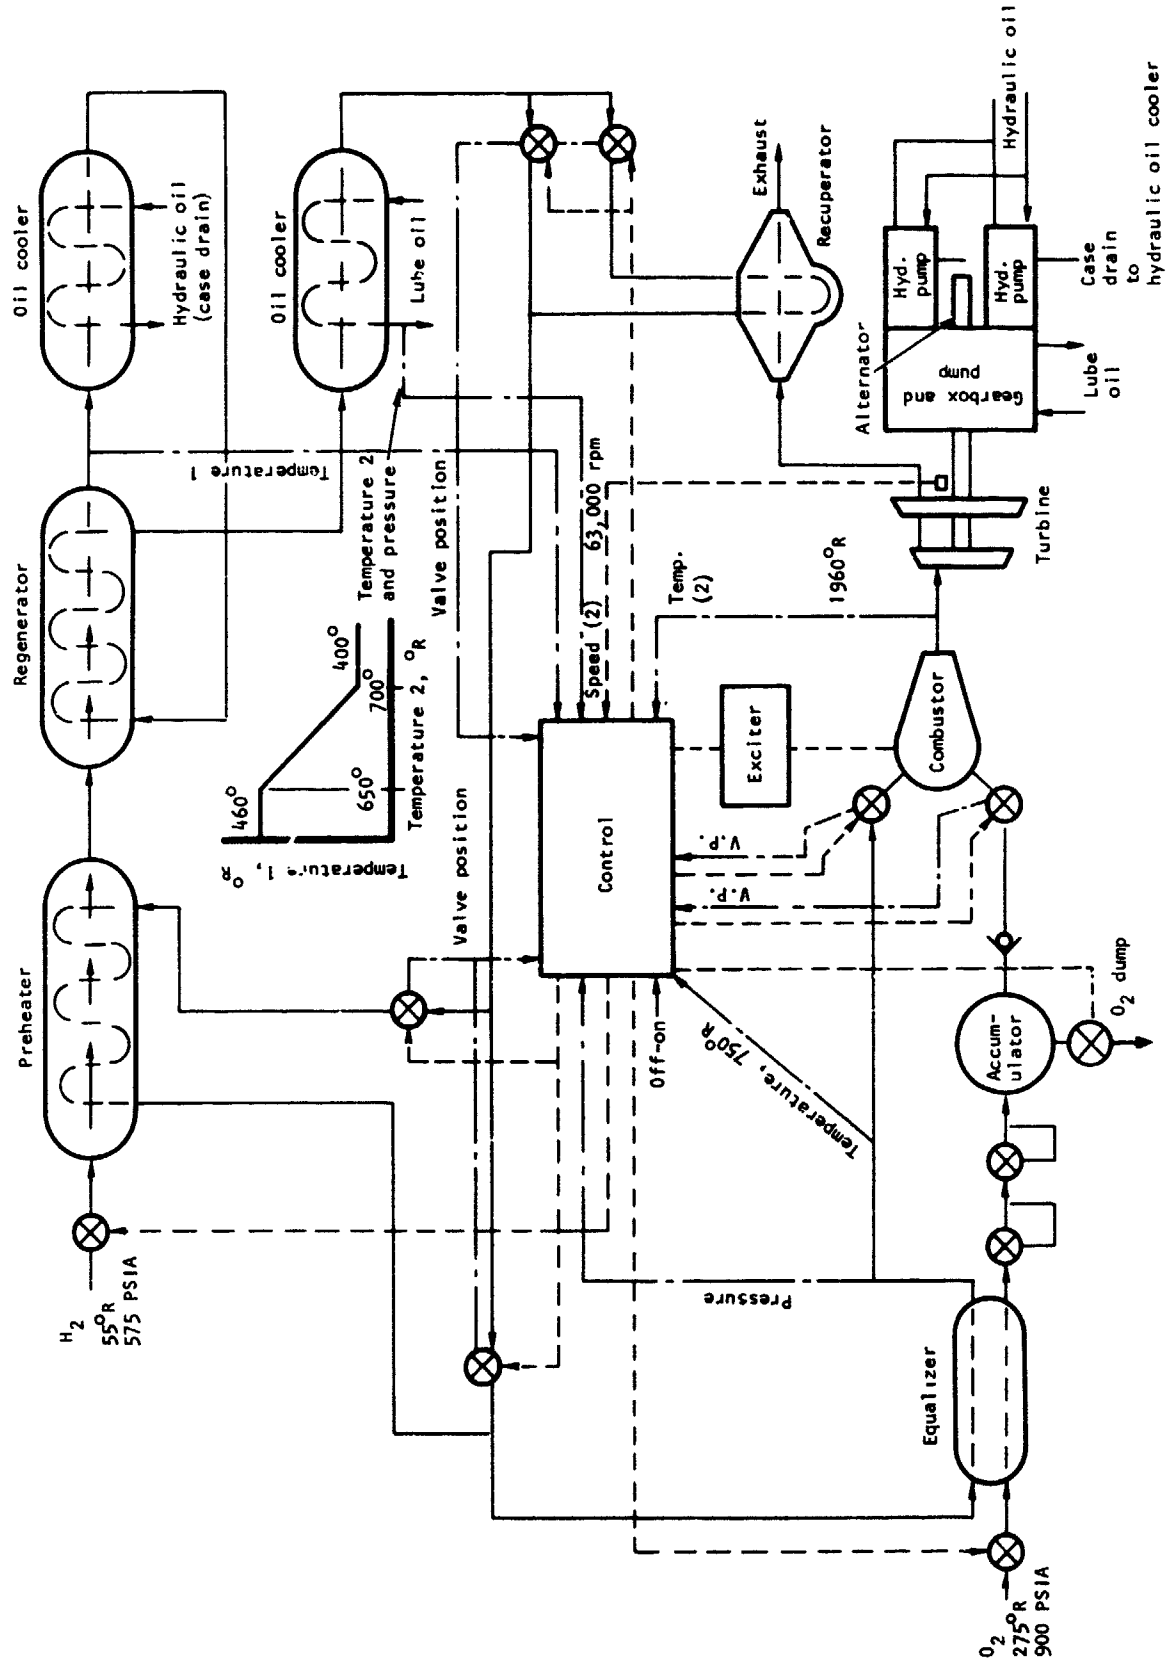 H2
55°R
575 PSIA
Preheater
Regenerator
Oil cooler
Hydraulic oil
(case drain)
Oil cooler
Lube oil
Temperature 1
Temperature 2
and pressure
Valve position
Temperature 1, °R
460°
400°
650°
700°
Temperature 2, °R
Valve position
Speed (2)
63,000 rpm
Temp.
(2)
1960°R
Control
Off-on
Exciter
Temperature, 750°R
Pressure
V.P.
V.P.
Combustor
Exhaust
Recuperator
Turbine
Alternator
Gearbox and
pump
Hyd.
pump
Hyd.
pump
Hydraulic oil
Lube
oil
Case
drain
to
hydraulic oil cooler
Equalizer
Accum-
ulator
O2 dump
O2
275°R
900 PSIA